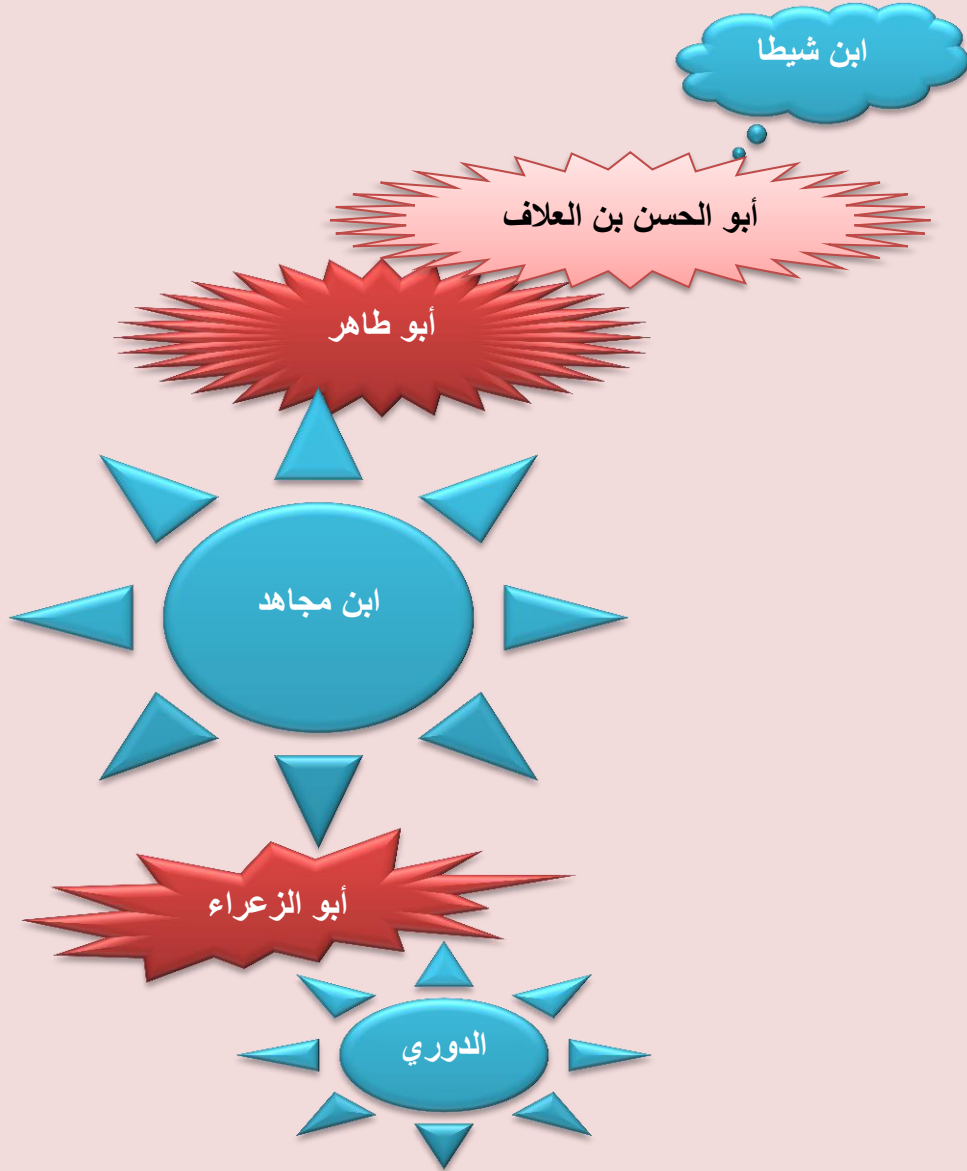 ابن شيطا
أبو الحسن بن العلاف
أبو طاهر
ابن مجاهد
أبو الزعراء
الدوري